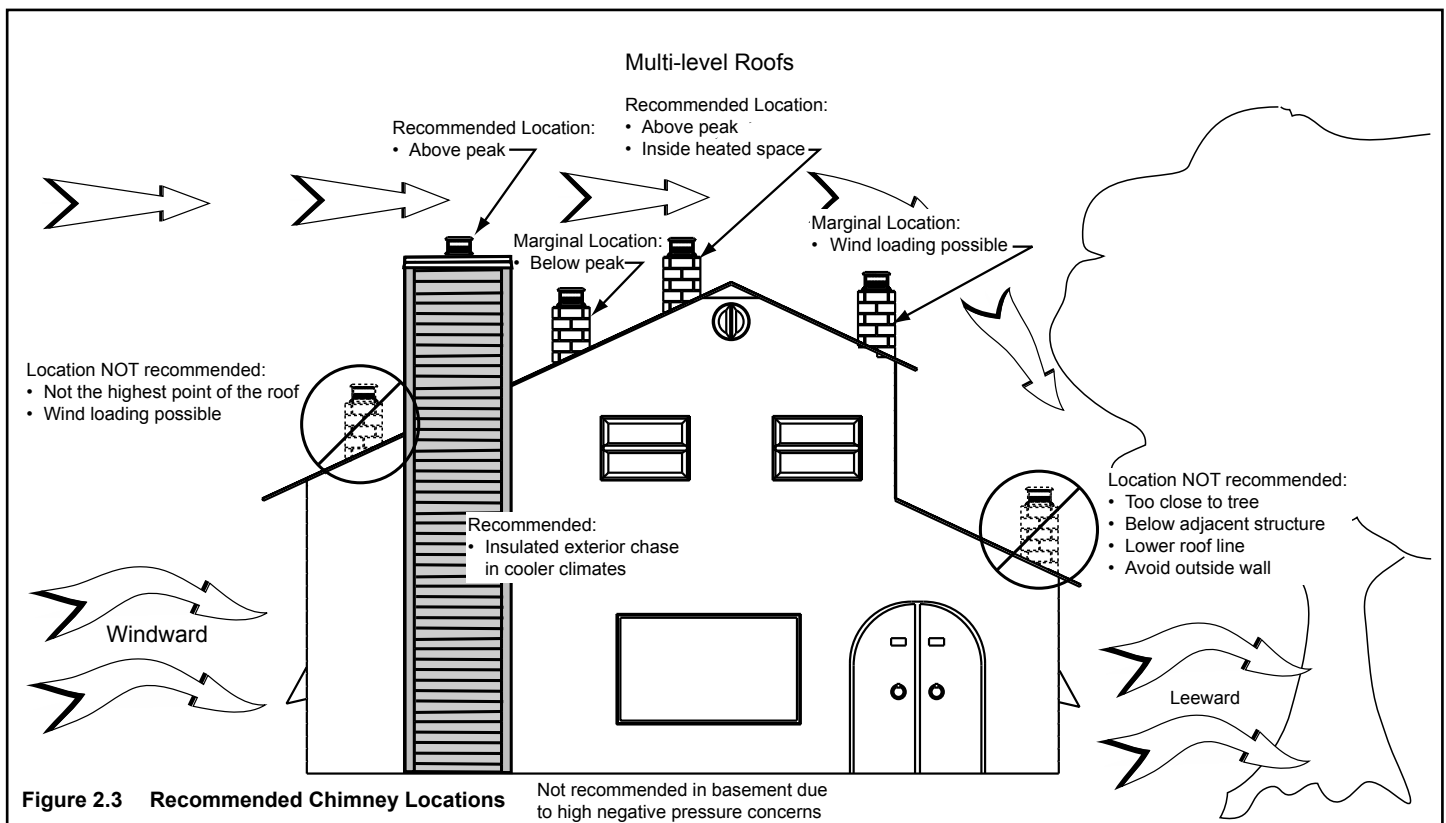 Multi-level Roofs
Recommended Location:
• Above peak
• Inside heated space
Recommended Location:
• Above peak
Marginal Location:
• Below peak
Marginal Location:
• Wind loading possible
Location NOT recommended:
• Not the highest point of the roof
• Wind loading possible
Recommended:
• Insulated exterior chase
in cooler climates
Location NOT recommended:
• Too close to tree
• Below adjacent structure
• Lower roof line
• Avoid outside wall
Windward
Leeward
Figure 2.3 Recommended Chimney Locations
Not recommended in basement due
to high negative pressure concerns